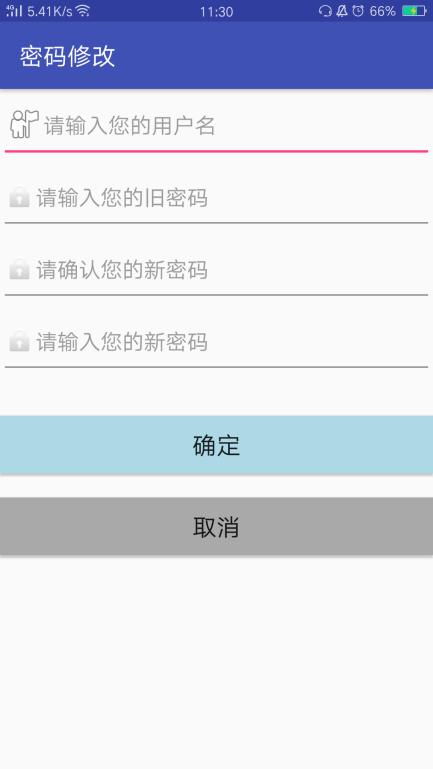 4G 5.41K/s 11:30 66%
密码修改
请输入您的用户名
请输入您的旧密码
请确认您的新密码
请输入您的新密码
确定
取消